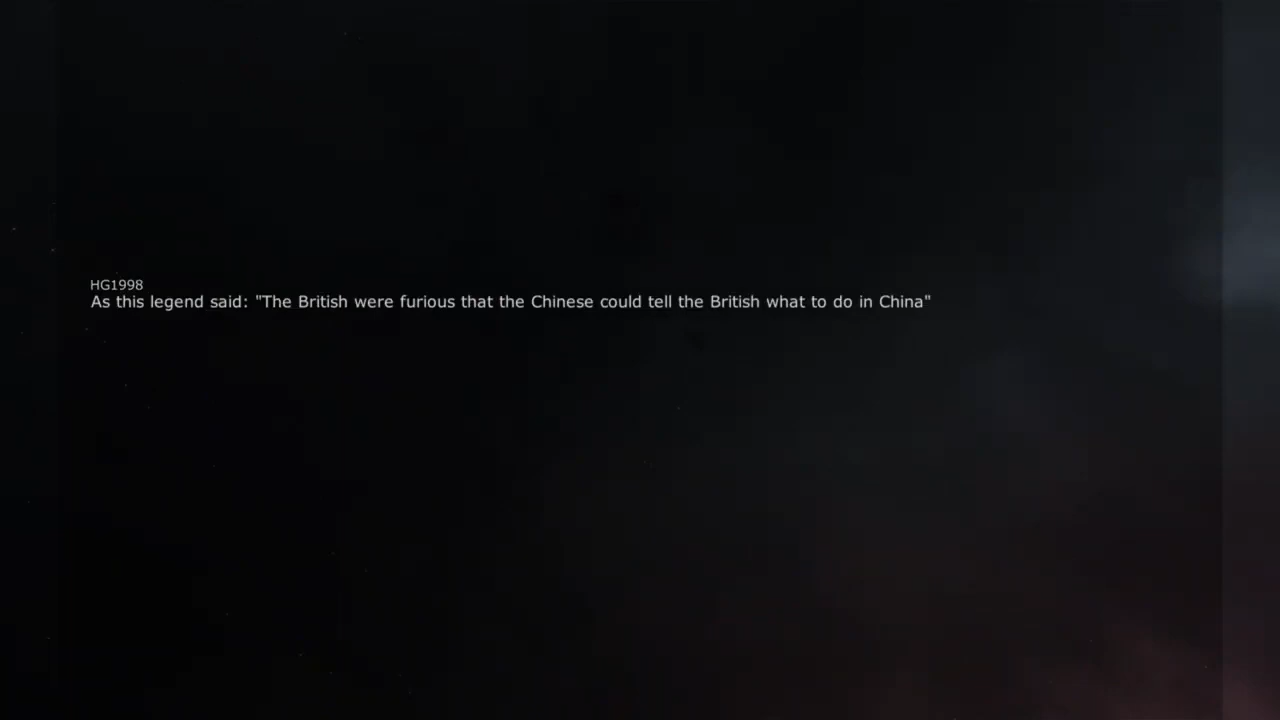 HG1998
As this legend said: "The British were furious that the Chinese could tell the British what to do in China"